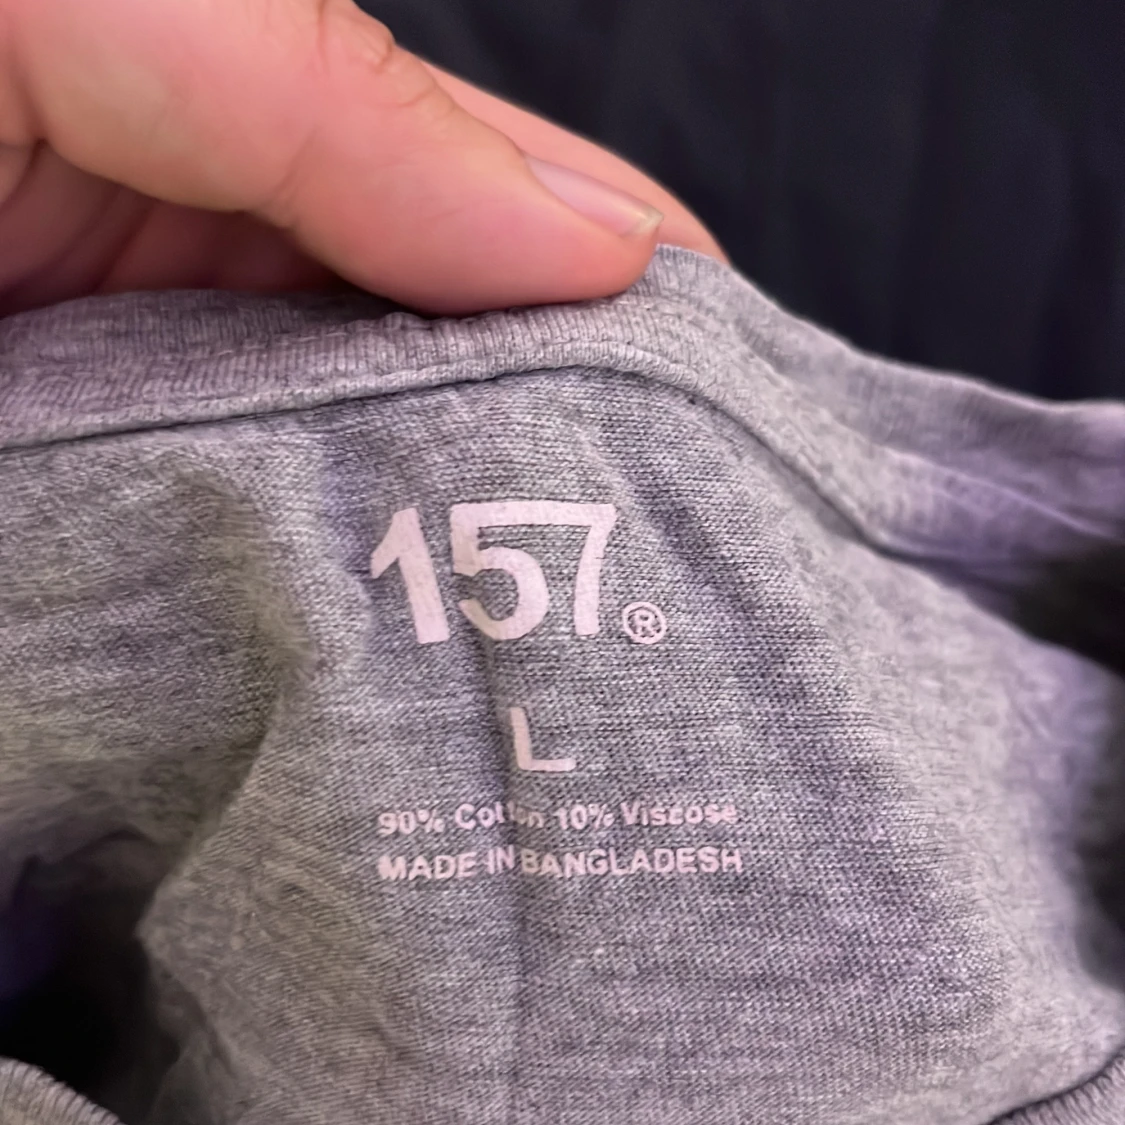 157®
L
90% Cotton 10% Viscose
MADE IN BANGLADESH